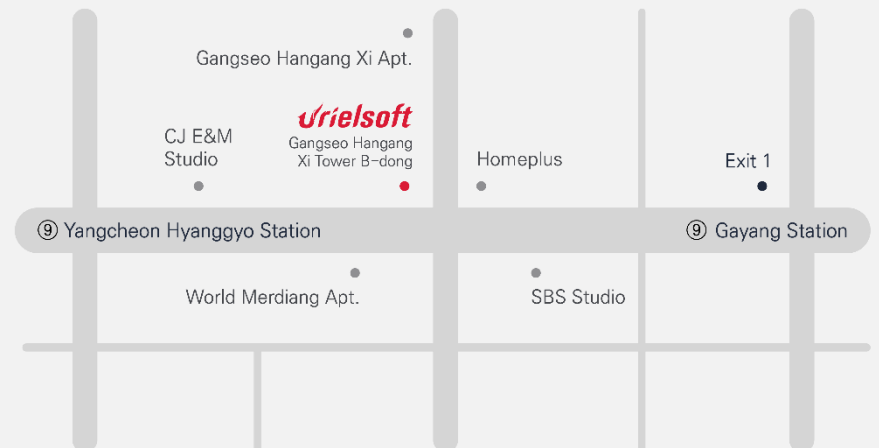 Gangseo Hangang Xi Apt.
urielsoft
Gangseo Hangang
Xi Tower B-dong
CJ E&M
Studio
Homeplus
Exit 1
⑨ Yangcheon Hyanggyo Station
⑨ Gayang Station
World Merdiang Apt.
SBS Studio